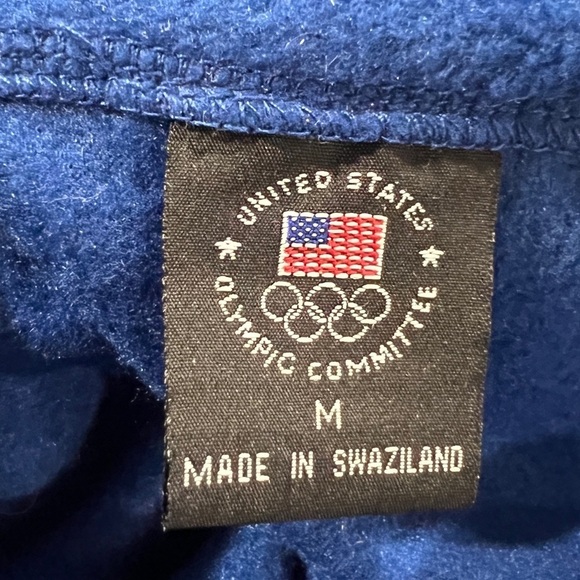 UNITED STATES
OLYMPIC COMMITTEE
M
MADE IN SWAZILAND